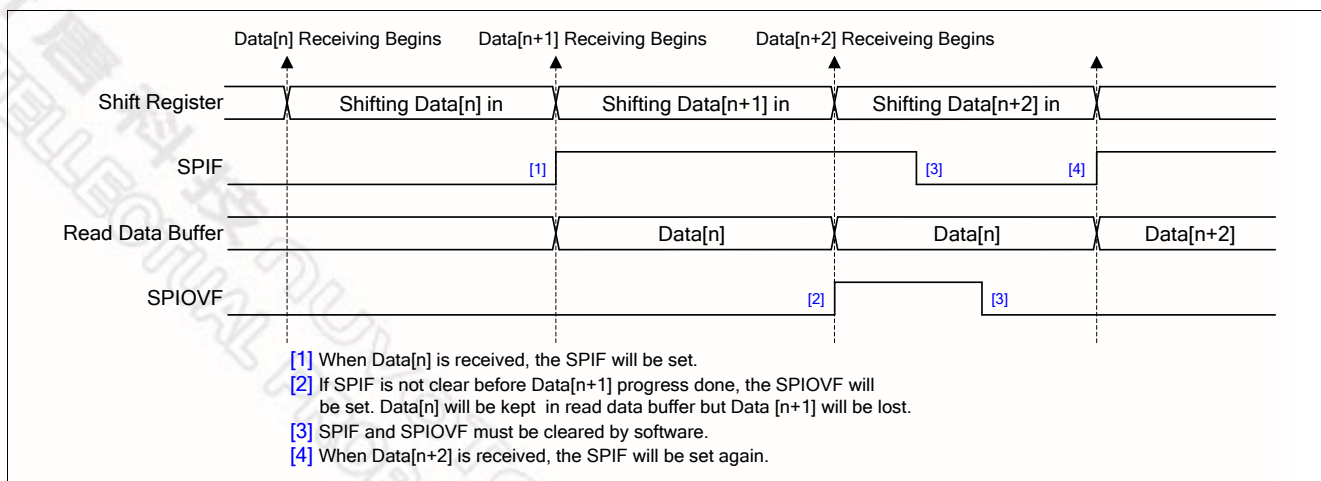 Data[n] Receiving Begins Data[n+1] Receiving Begins Data[n+2] Receiveing Begins
Shift Register Shifting Data[n] in Shifting Data[n+1] in Shifting Data[n+2] in
SPIF [1] [3] [4]
Read Data Buffer Data[n] Data[n] Data[n+2]
SPIOVF [2] [3]
[1] When Data[n] is received, the SPIF will be set.
[2] If SPIF is not clear before Data[n+1] progress done, the SPIOVF will
be set. Data[n] will be kept in read data buffer but Data [n+1] will be lost.
[3] SPIF and SPIOVF must be cleared by software.
[4] When Data[n+2] is received, the SPIF will be set again.